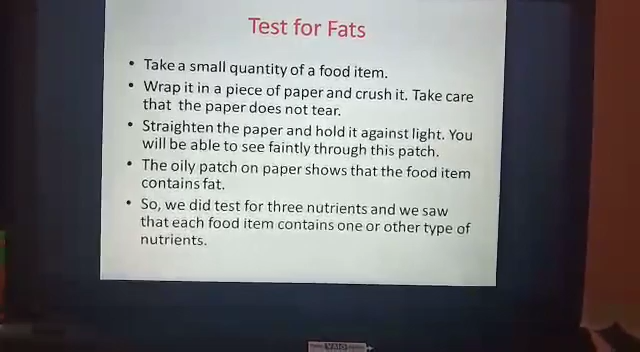 Test for Fats
• Take a small quantity of a food item.
• Wrap it in a piece of paper and crush it. Take care
that the paper does not tear.
• Straighten the paper and hold it against light. You
will be able to see faintly through this patch.
• The oily patch on paper shows that the food item
contains fat.
• So, we did test for three nutrients and we saw
that each food item contains one or other type of
nutrients.
VAIO